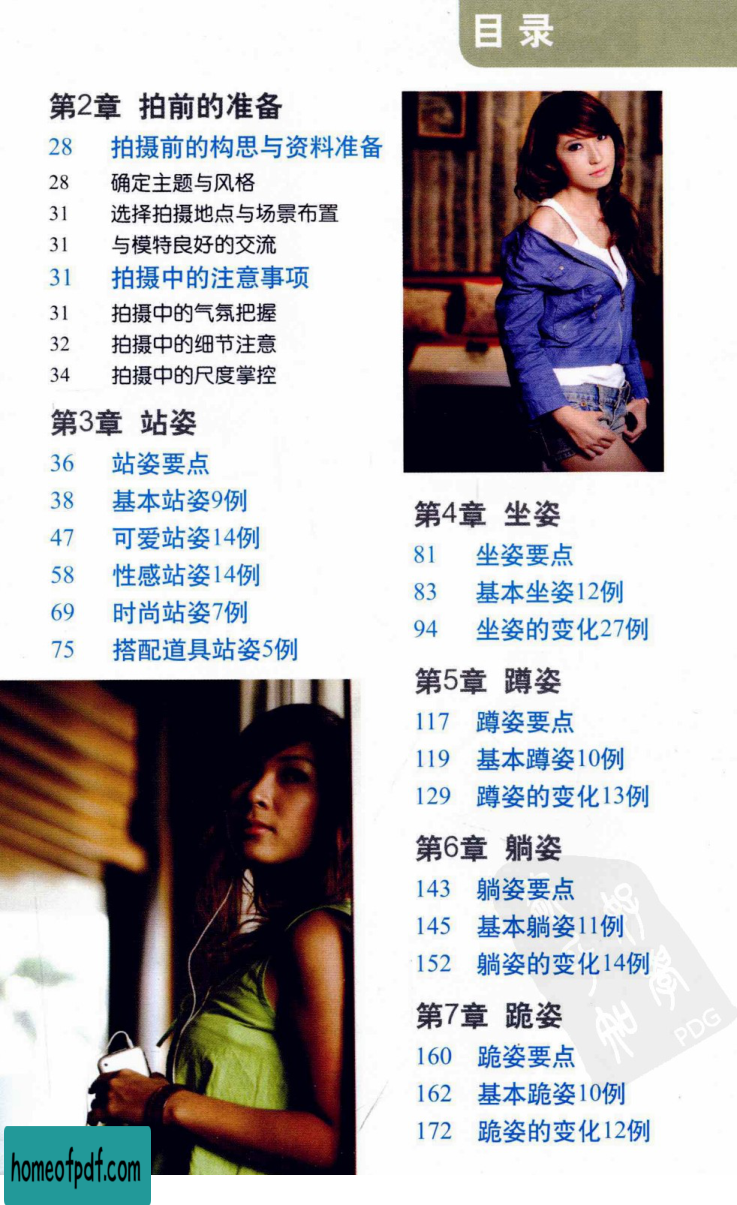 目录
第2章 拍前的准备
28 拍摄前的构思与资料准备
28 确定主题与风格
31 选择拍摄地点与场景布置
31 与模特良好的交流
31 拍摄中的注意事项
31 拍摄中的气氛把握
32 拍摄中的细节注意
34 拍摄中的尺度掌控
第3章 站姿
36 站姿要点
38 基本站姿9例
47 可爱站姿14例
58 性感站姿14例
69 时尚站姿7例
75 搭配道具站姿5例
第4章 坐姿
81 坐姿要点
83 基本坐姿12例
94 坐姿的变化27例
第5章 蹲姿
117 蹲姿要点
119 基本蹲姿10例
129 蹲姿的变化13例
第6章 躺姿
143 躺姿要点
145 基本躺姿11例
152 躺姿的变化14例
第7章 跪姿
160 跪姿要点
162 基本跪姿10例
172 跪姿的变化12例
PDG
homeofpdf.com